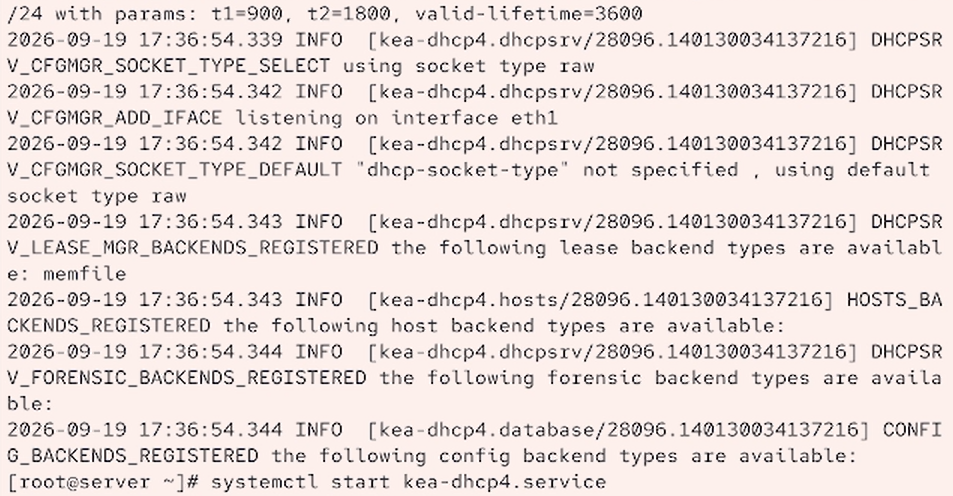 /24 with params: t1=900, t2=1800, valid-lifetime=3600
2026-09-19 17:36:54.339 INFO  [kea-dhcp4.dhcpsrv/28096.140130034137216] DHCPSR
V_CFGMGR_SOCKET_TYPE_SELECT using socket type raw
2026-09-19 17:36:54.342 INFO  [kea-dhcp4.dhcpsrv/28096.140130034137216] DHCPSR
V_CFGMGR_ADD_IFACE listening on interface eth1
2026-09-19 17:36:54.342 INFO  [kea-dhcp4.dhcpsrv/28096.140130034137216] DHCPSR
V_CFGMGR_SOCKET_TYPE_DEFAULT "dhcp-socket-type" not specified , using default
socket type raw
2026-09-19 17:36:54.343 INFO  [kea-dhcp4.dhcpsrv/28096.140130034137216] DHCPSR
V_LEASE_MGR_BACKENDS_REGISTERED the following lease backend types are availabl
e: memfile
2026-09-19 17:36:54.343 INFO  [kea-dhcp4.hosts/28096.140130034137216] HOSTS_BA
CKENDS_REGISTERED the following host backend types are available:
2026-09-19 17:36:54.344 INFO  [kea-dhcp4.dhcpsrv/28096.140130034137216] DHCPSR
V_FORENSIC_BACKENDS_REGISTERED the following forensic backend types are availa
ble:
2026-09-19 17:36:54.344 INFO  [kea-dhcp4.database/28096.140130034137216] CONFI
G_BACKENDS_REGISTERED the following config backend types are available:
[root@server ~]# systemctl start kea-dhcp4.service